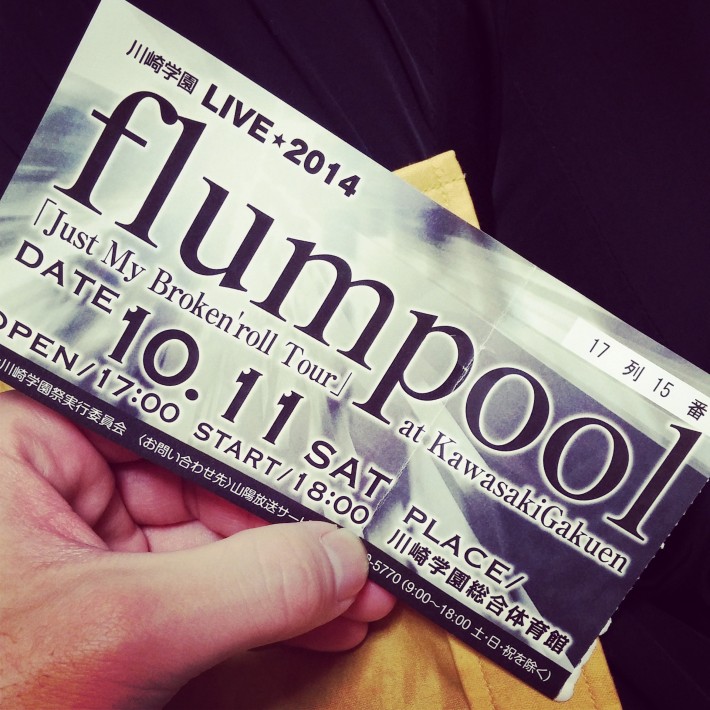 川崎学園 LIVE★2014
flumpool
「Just My Broken'roll Tour」
at KawasakiGakuen
17 列 15 番
DATE 10.11 SAT
OPEN/17:00 START/18:00
PLACE/
川崎学園総合体育館
川崎学園祭実行委員会 〈お問い合わせ先〉山陽放送サー
-5770 (9:00~18:00 土・日・祝を除く)